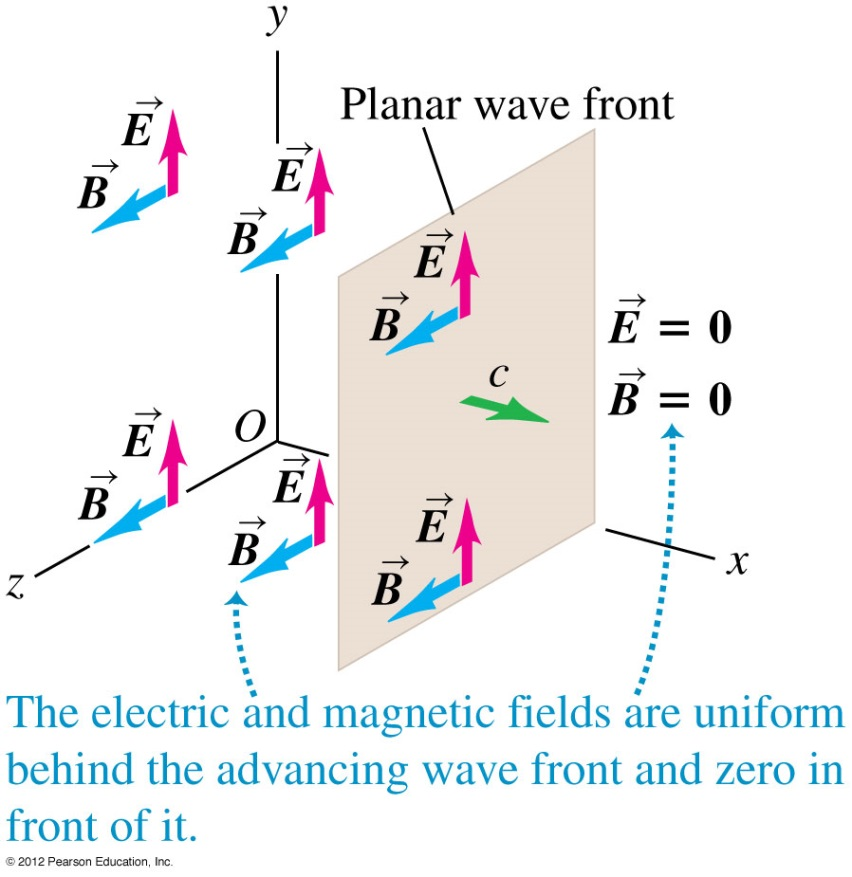 y
Planar wave front
E⃗
B⃗
E⃗
B⃗
E⃗
B⃗
E⃗ = 0
c
B⃗ = 0
O
E⃗
B⃗
E⃗
B⃗
E⃗
B⃗
x
z
The electric and magnetic fields are uniform
behind the advancing wave front and zero in
front of it.
© 2012 Pearson Education, Inc.